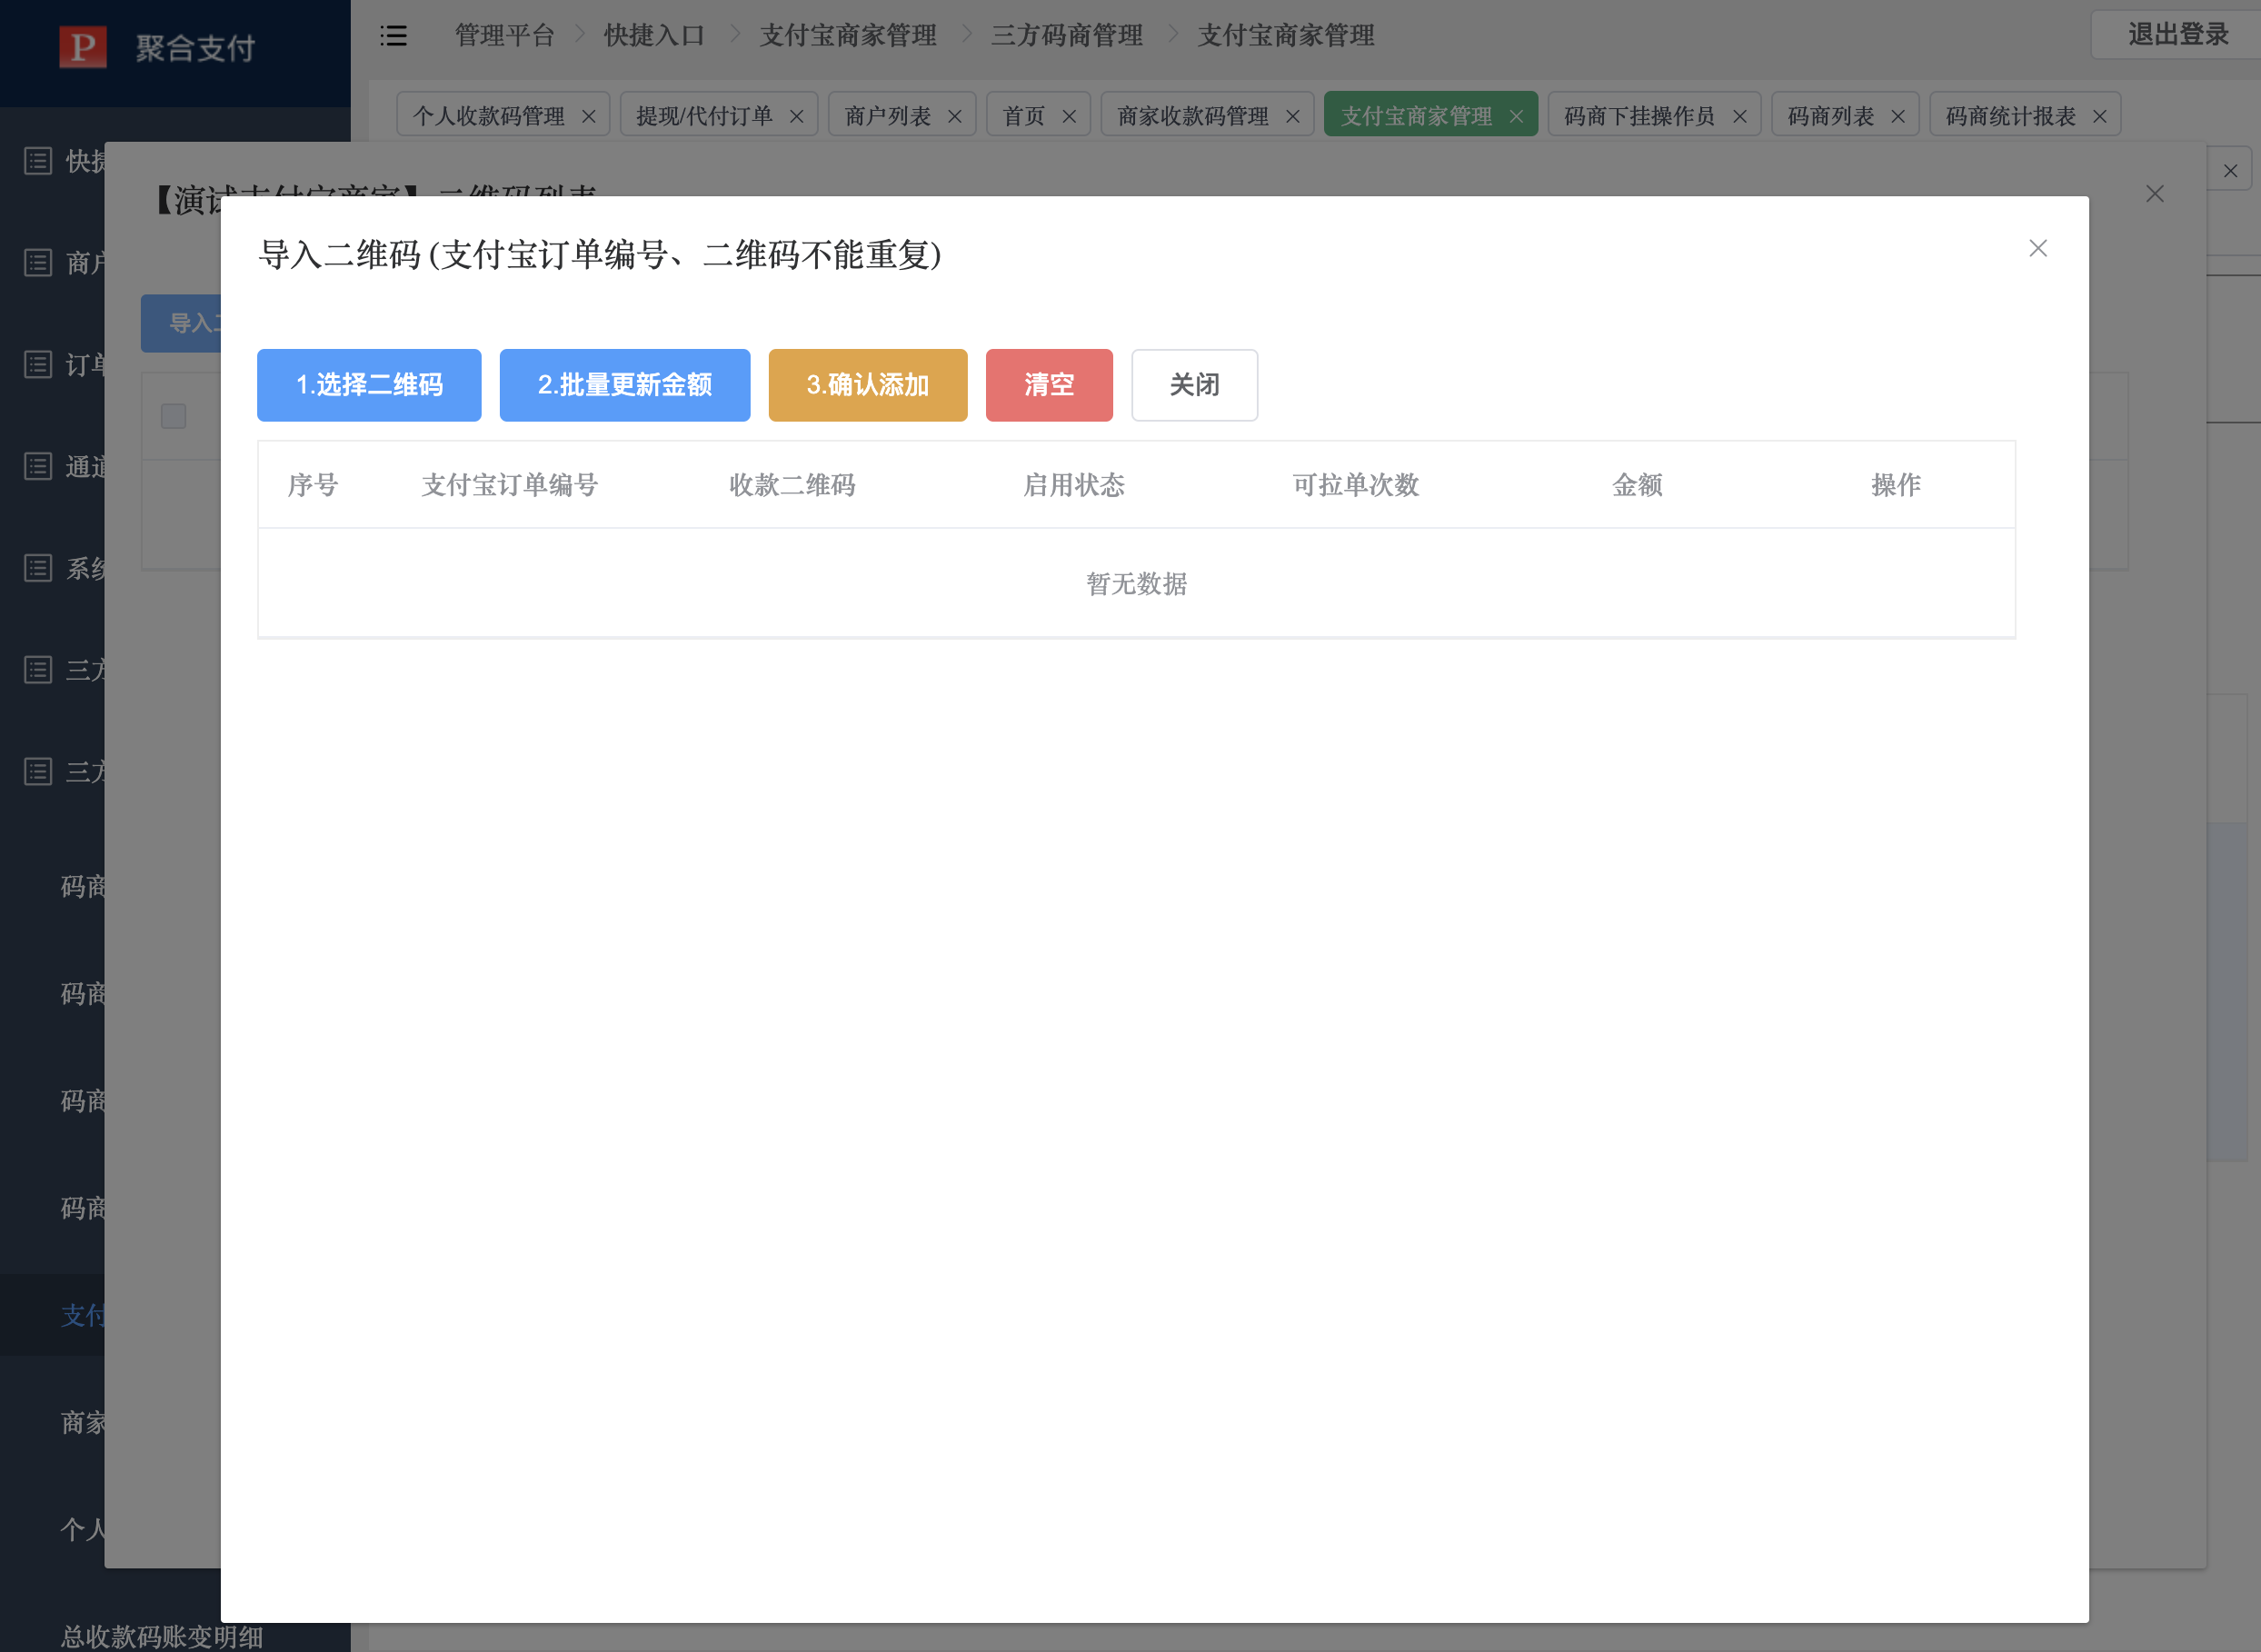 聚合支付
管理平台 快捷入口 支付宝商家管理 三方码商管理 支付宝商家管理
退出登录
个人收款码管理 提现/代付订单 商户列表 首页 商家收款码管理 支付宝商家管理 码商下挂操作员 码商列表 码商统计报表
快捷
商户
订单
通道
系统
三方
三方
码商
码商
码商
码商
支付
商家
个人
总收款码账变明细
【演试支付宝商家】二维码列表
导入二
导入二维码 (支付宝订单编号、二维码不能重复)
1.选择二维码 2.批量更新金额 3.确认添加 清空 关闭
序号 支付宝订单编号 收款二维码 启用状态 可拉单次数 金额 操作
暂无数据